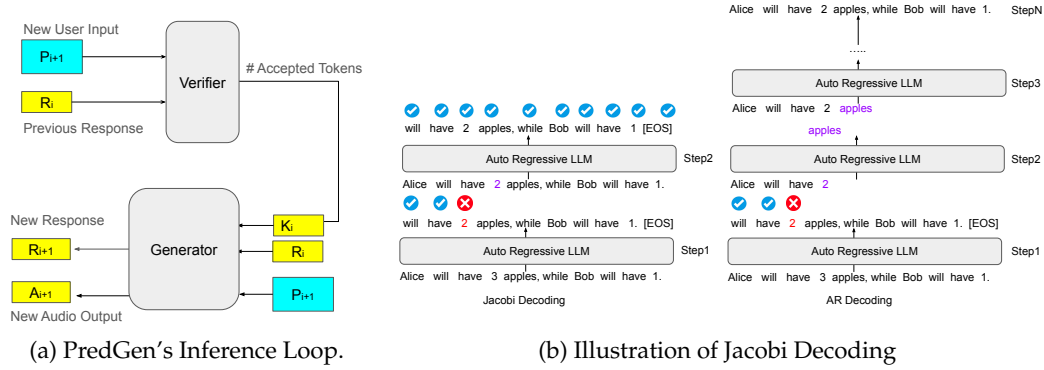 New User Input
Pi+1
Ri
Previous Response
Verifier
# Accepted Tokens
New Response
Ri+1
Ai+1
New Audio Output
Generator
Ki
Ri
Pi+1
(a) PredGen's Inference Loop.
will have 2 apples, while Bob will have 1 [EOS]
Auto Regressive LLM
Step2
Alice will have 2 apples, while Bob will have 1.
will have 2 apples, while Bob will have 1. [EOS]
Auto Regressive LLM
Step1
Alice will have 3 apples, while Bob will have 1.
Jacobi Decoding
Alice will have 2 apples, while Bob will have 1.
StepN
.....
Auto Regressive LLM
Step3
Alice will have 2 apples
apples
Auto Regressive LLM
Step2
Alice will have 2
will have 2 apples, while Bob will have 1. [EOS]
Auto Regressive LLM
Step1
Alice will have 3 apples, while Bob will have 1.
AR Decoding
(b) Illustration of Jacobi Decoding